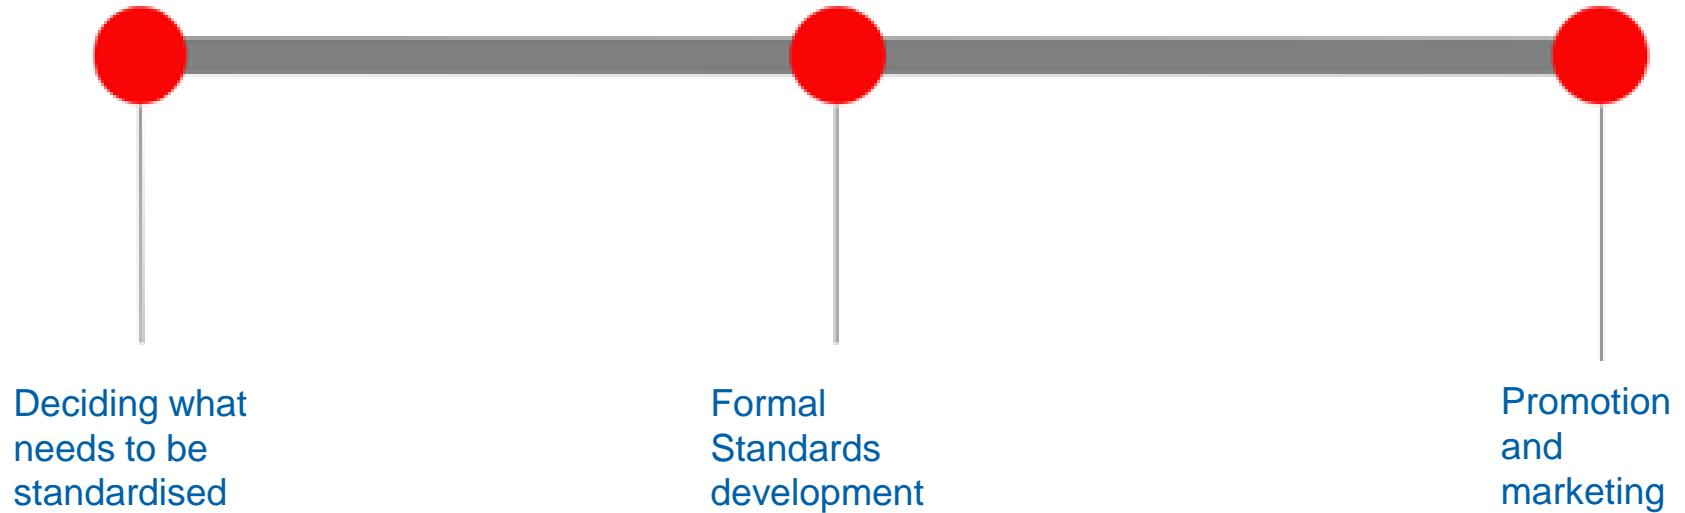 Deciding what
needs to be
standardised
Formal
Standards
development
Promotion
and
marketing